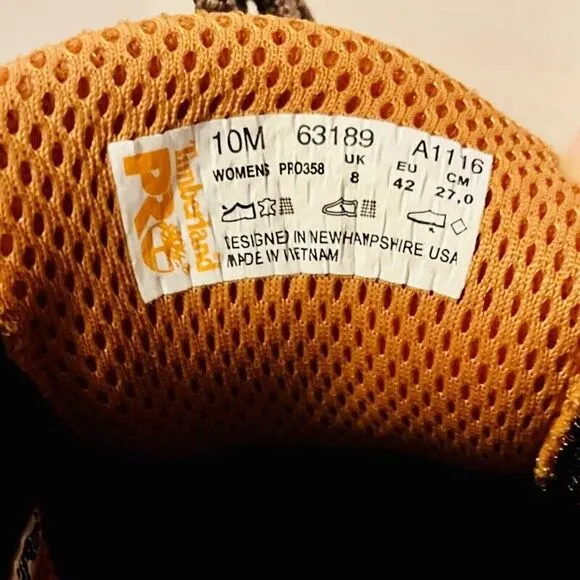 Timberland
PRO
10M 63189 A1116
WOMENS PRO358 UK EU CM
8 42 27,0
DESIGNED IN NEWHAMPSHIRE USA
MADE IN VIETNAM